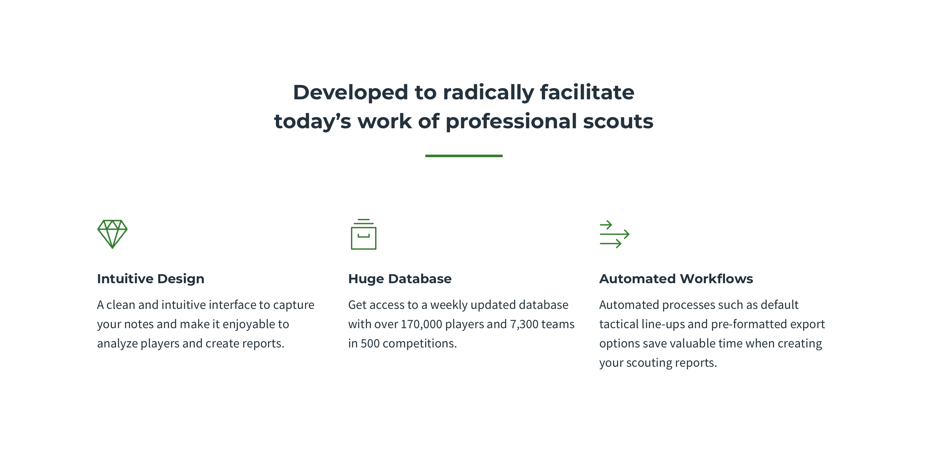 Developed to radically facilitate
today’s work of professional scouts
Intuitive Design
A clean and intuitive interface to capture
your notes and make it enjoyable to
analyze players and create reports.
Huge Database
Get access to a weekly updated database
with over 170,000 players and 7,300 teams
in 500 competitions.
Automated Workflows
Automated processes such as default
tactical line-ups and pre-formatted export
options save valuable time when creating
your scouting reports.